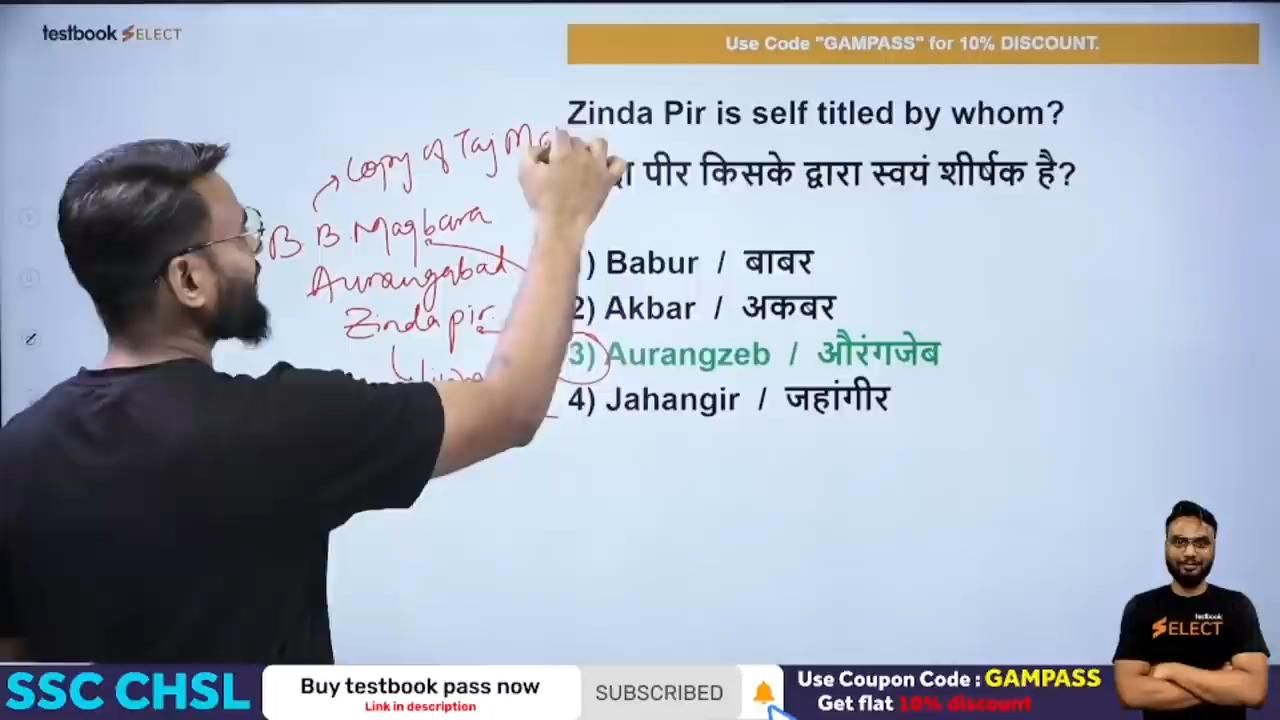 testbook SELECT
Use Code "GAMPASS" for 10% DISCOUNT.
Zinda Pir is self titled by whom?
पीर किसके द्वारा स्वयं शीर्षक है?
Copy of Taj
B B Maqbara
Aurangabad
Zinda pir
1) Babur / बाबर
2) Akbar / अकबर
3) Aurangzeb / औरंगजेब
4) Jahangir / जहांगीर
testbook
SELECT
SSC CHSL
Buy testbook pass now
Link in description
SUBSCRIBED
Use Coupon Code : GAMPASS
Get flat 10% discount